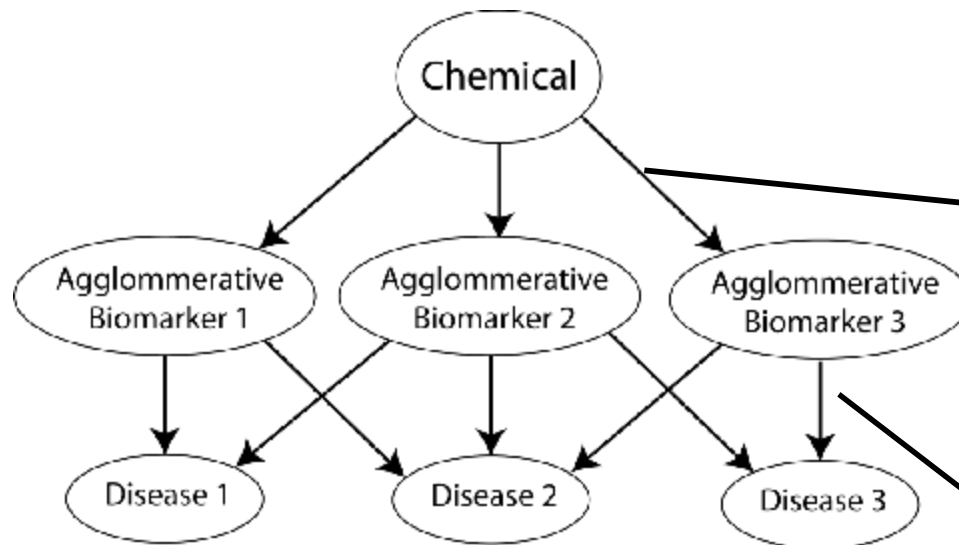 Chemical
Agglommerative
Biomarker 1
Agglommerative
Biomarker 2
Agglommerative
Biomarker 3
Disease 1
Disease 2
Disease 3